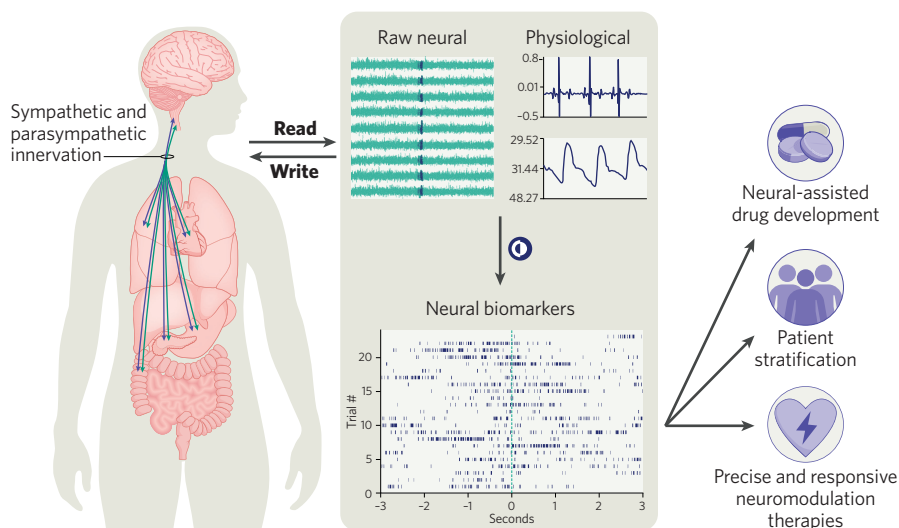 Sympathetic and
parasympathetic
innervation
Read
Write
Raw neural
Physiological
0.8
0.01
-0.5
29.52
31.44
48.27
Neural biomarkers
Trial #
20
15
10
5
0
-3
-2
-1
0
1
2
3
Seconds
Neural-assisted
drug development
Patient
stratification
Precise and responsive
neuromodulation
therapies